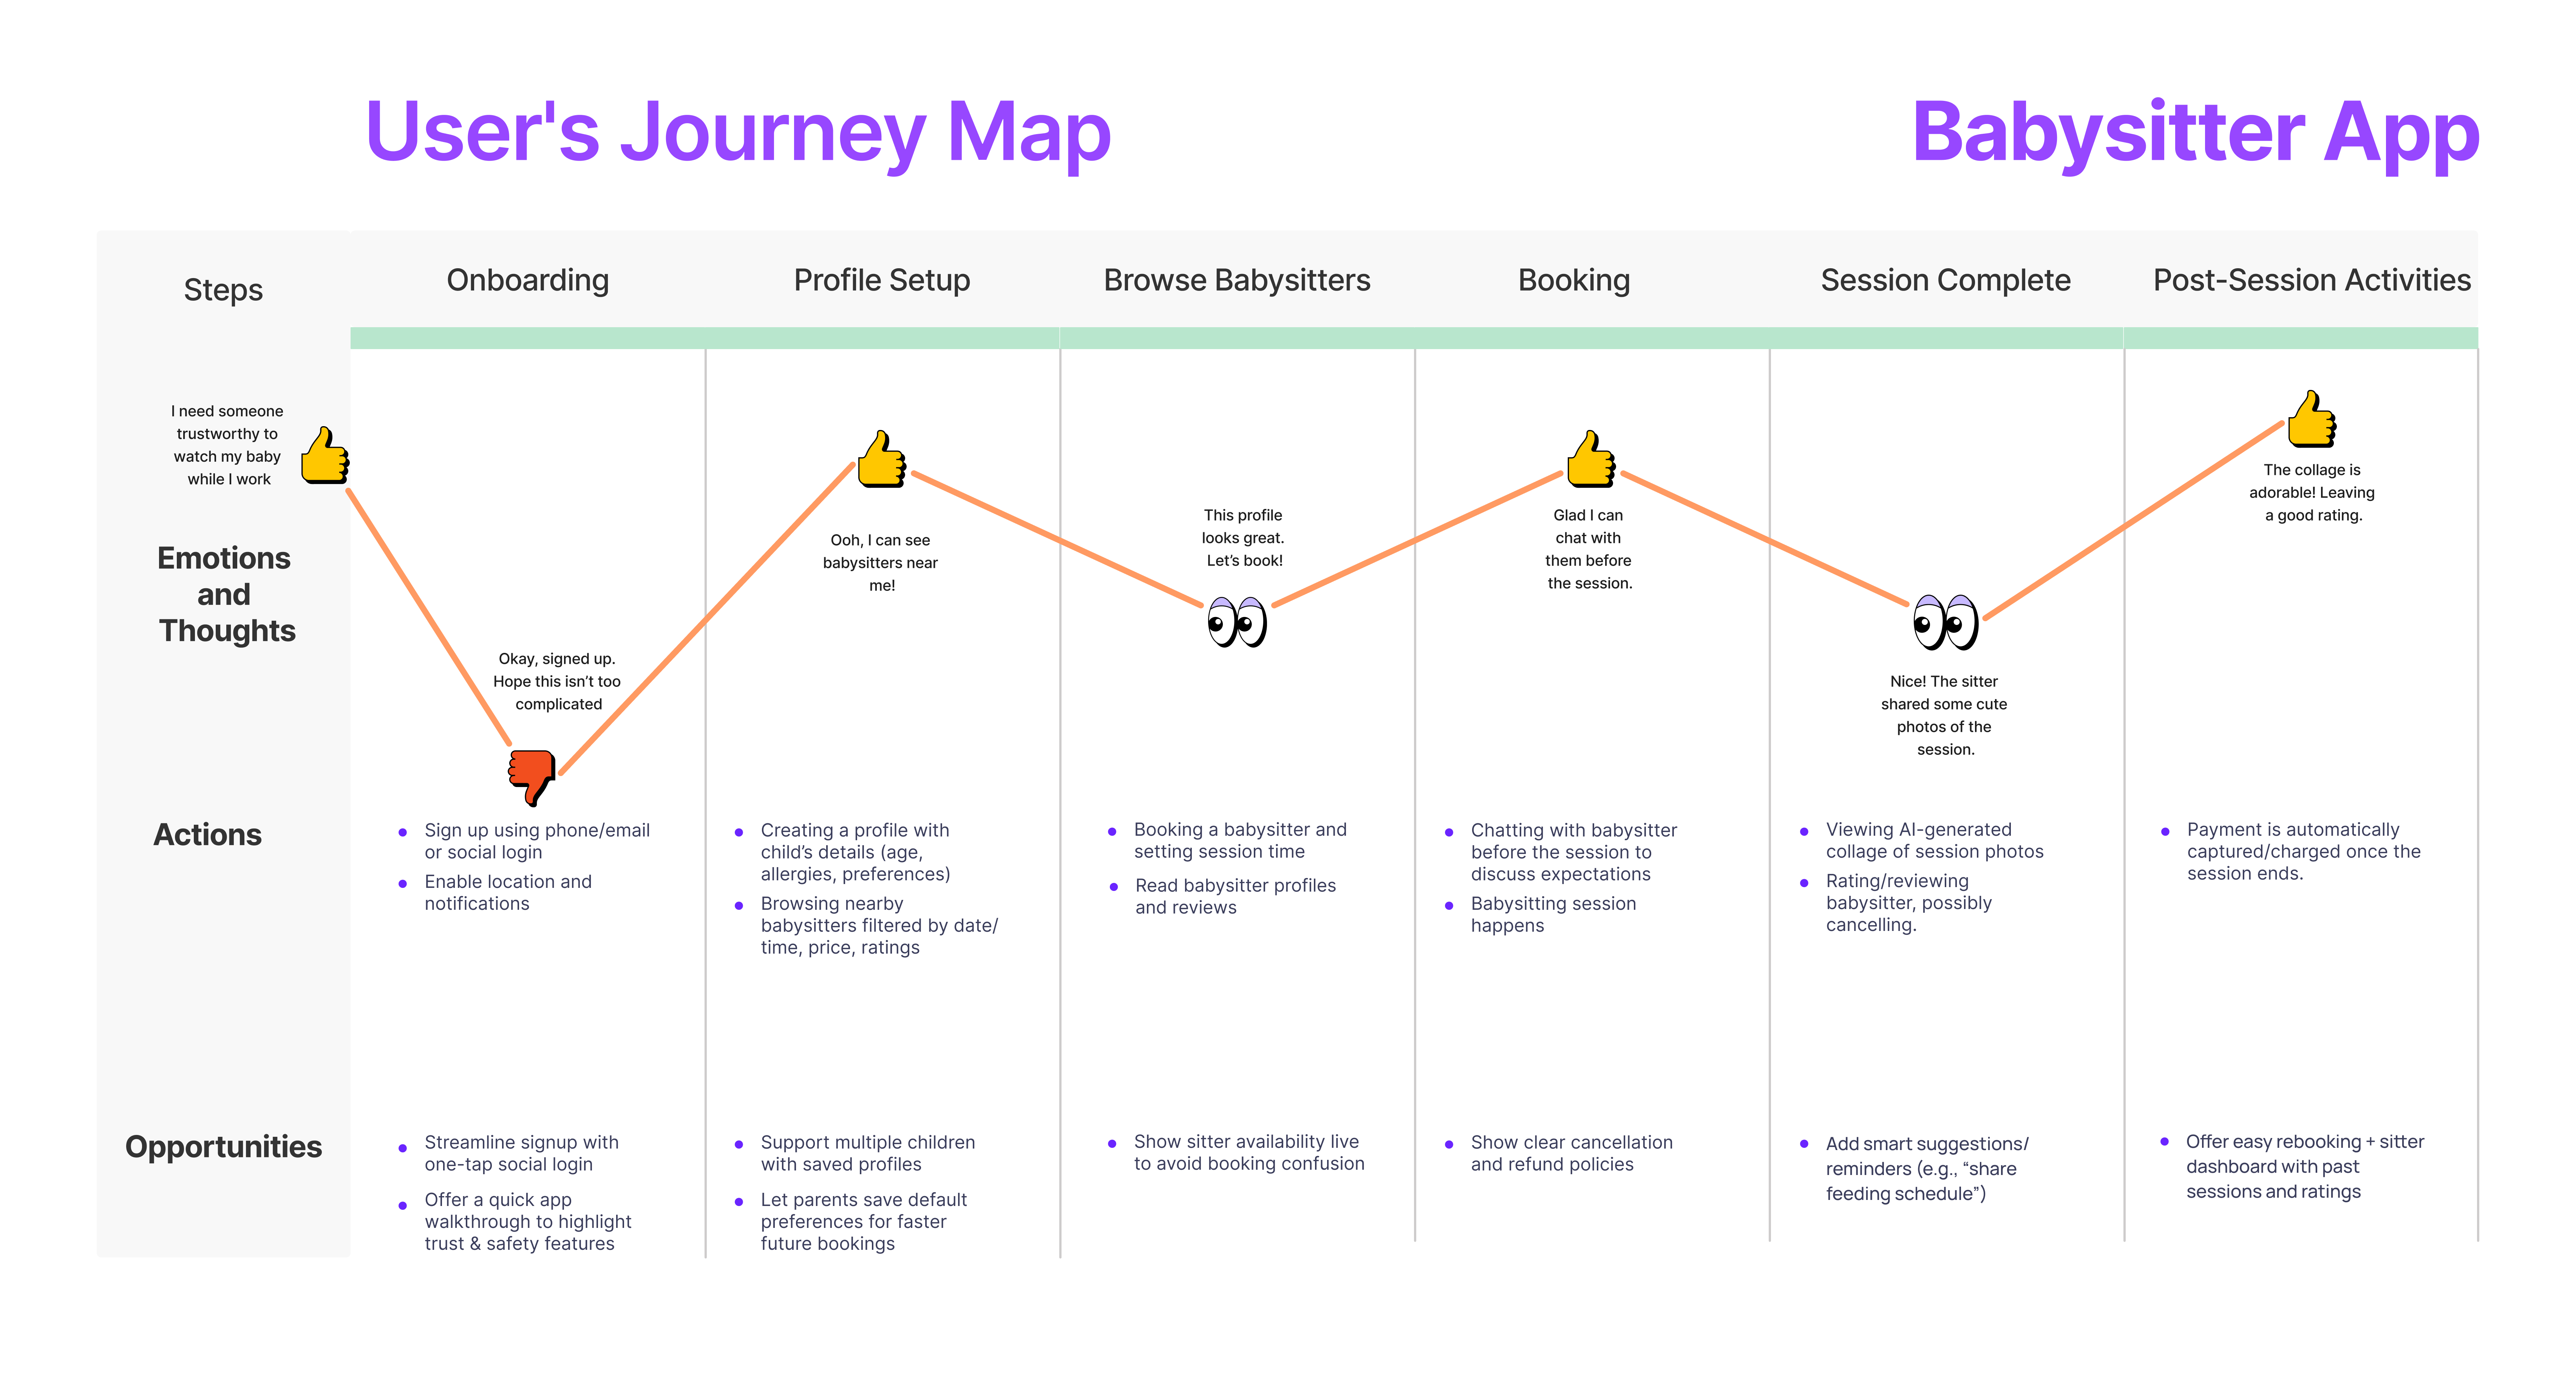 User's Journey Map
Babysitter App
Steps
Onboarding
Profile Setup
Browse Babysitters
Booking
Session Complete
Post-Session Activities
Emotions
and
Thoughts
I need someone
trustworthy to
watch my baby
while I work
Okay, signed up.
Hope this isn’t too
complicated
Ooh, I can see
babysitters near
me!
This profile
looks great.
Let’s book!
Glad I can
chat with
them before
the session.
Nice! The sitter
shared some cute
photos of the
session.
The collage is
adorable! Leaving
a good rating.
Actions
Sign up using phone/email
or social login
Enable location and
notifications
Creating a profile with
child’s details (age,
allergies, preferences)
Browsing nearby
babysitters filtered by date/
time, price, ratings
Booking a babysitter and
setting session time
Read babysitter profiles
and reviews
Chatting with babysitter
before the session to
discuss expectations
Babysitting session
happens
Viewing AI-generated
collage of session photos
Rating/reviewing
babysitter, possibly
cancelling.
Payment is automatically
captured/charged once the
session ends.
Opportunities
Streamline signup with
one-tap social login
Offer a quick app
walkthrough to highlight
trust & safety features
Support multiple children
with saved profiles
Let parents save default
preferences for faster
future bookings
Show sitter availability live
to avoid booking confusion
Show clear cancellation
and refund policies
Add smart suggestions/
reminders (e.g., “share
feeding schedule”)
Offer easy rebooking + sitter
dashboard with past
sessions and ratings